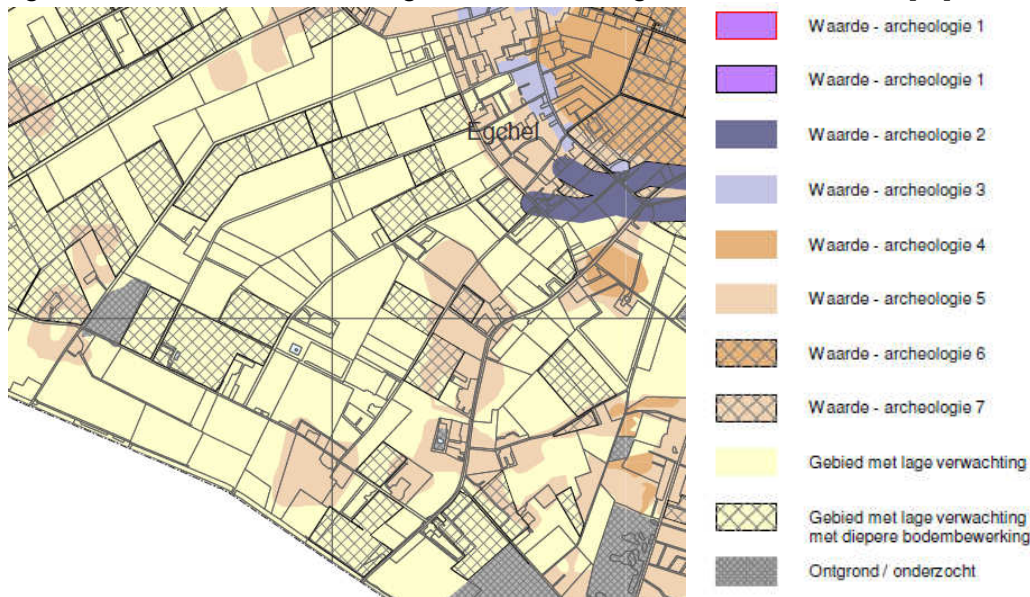 Egchel
Waarde - archeologie 1
Waarde - archeologie 1
Waarde - archeologie 2
Waarde - archeologie 3
Waarde - archeologie 4
Waarde - archeologie 5
Waarde - archeologie 6
Waarde - archeologie 7
Gebied met lage verwachting
Gebied met lage verwachting
met diepere bodembewerking
Ontgrond / onderzocht